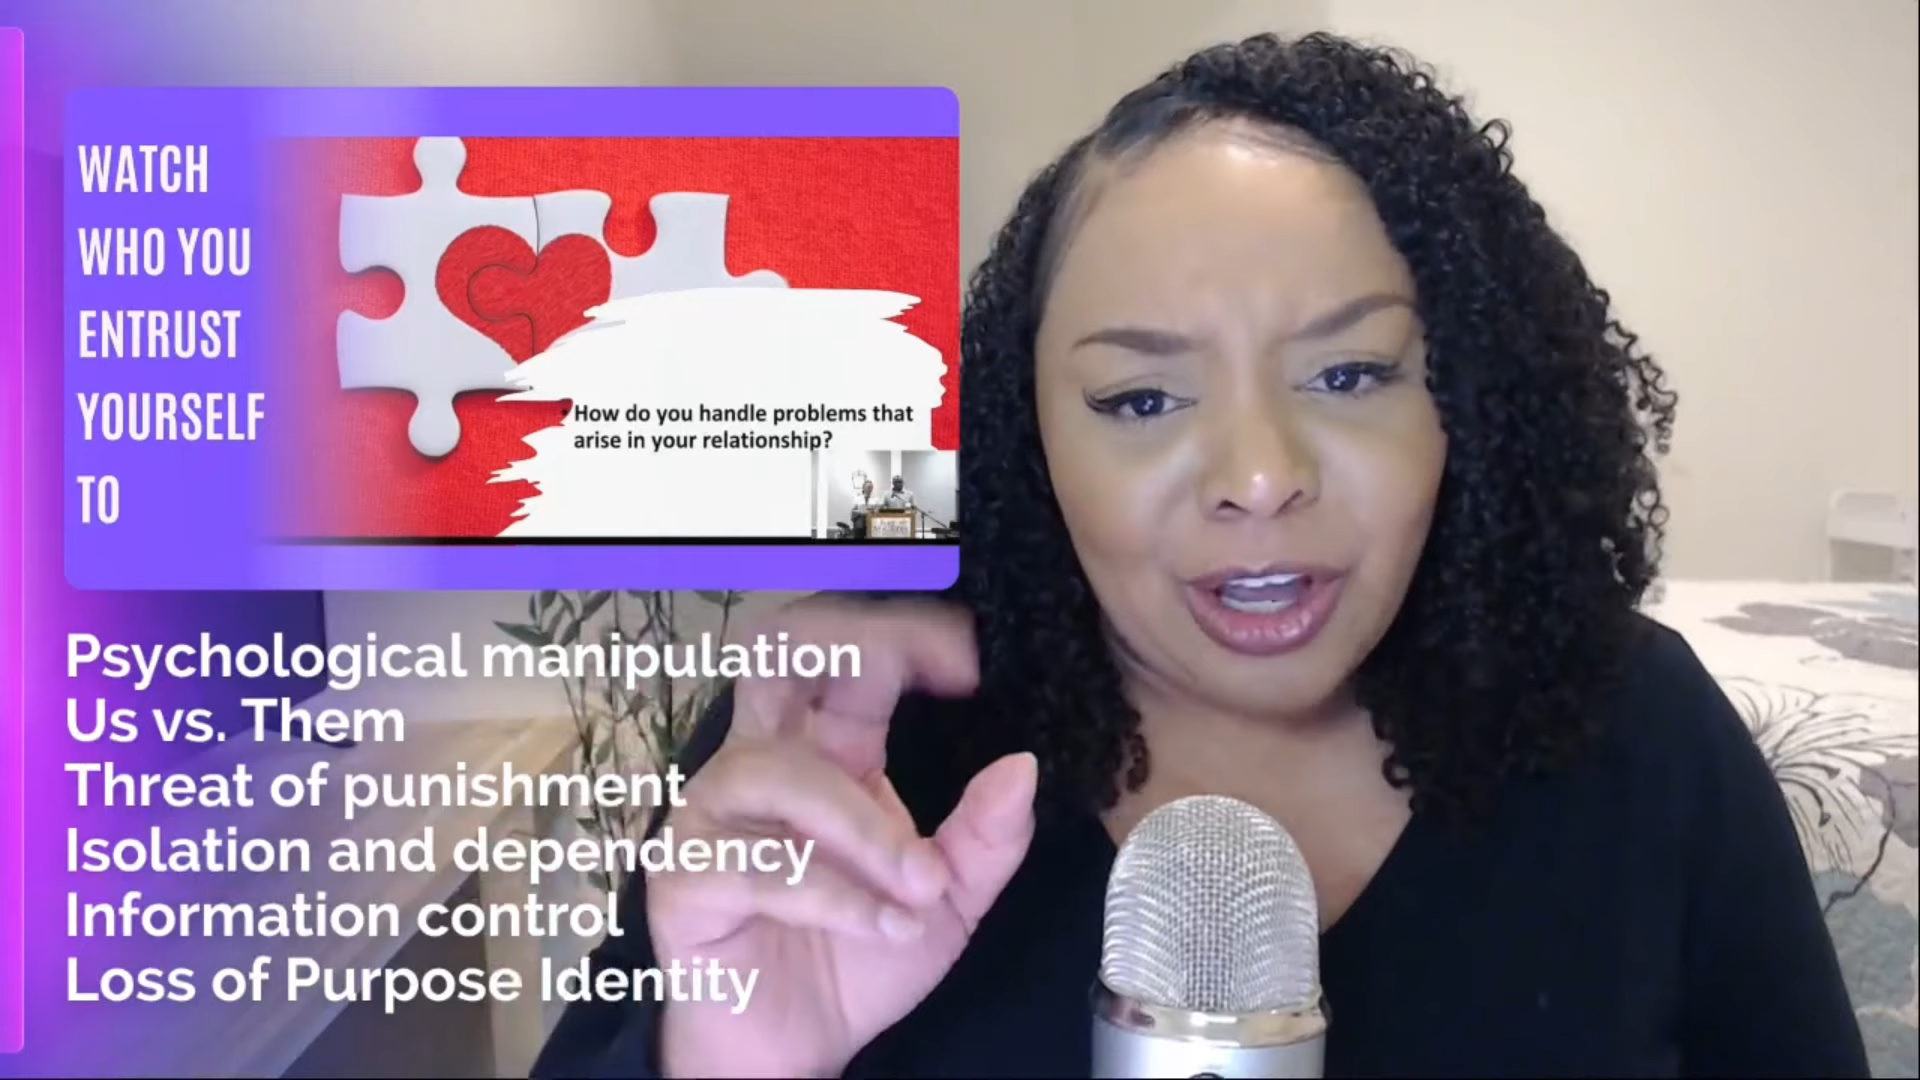 WATCH
WHO YOU
ENTRUST
YOURSELF
TO
• How do you handle problems that
arise in your relationship?
Psychological manipulation
Us vs. Them
Threat of punishment
Isolation and dependency
Information control
Loss of Purpose Identity